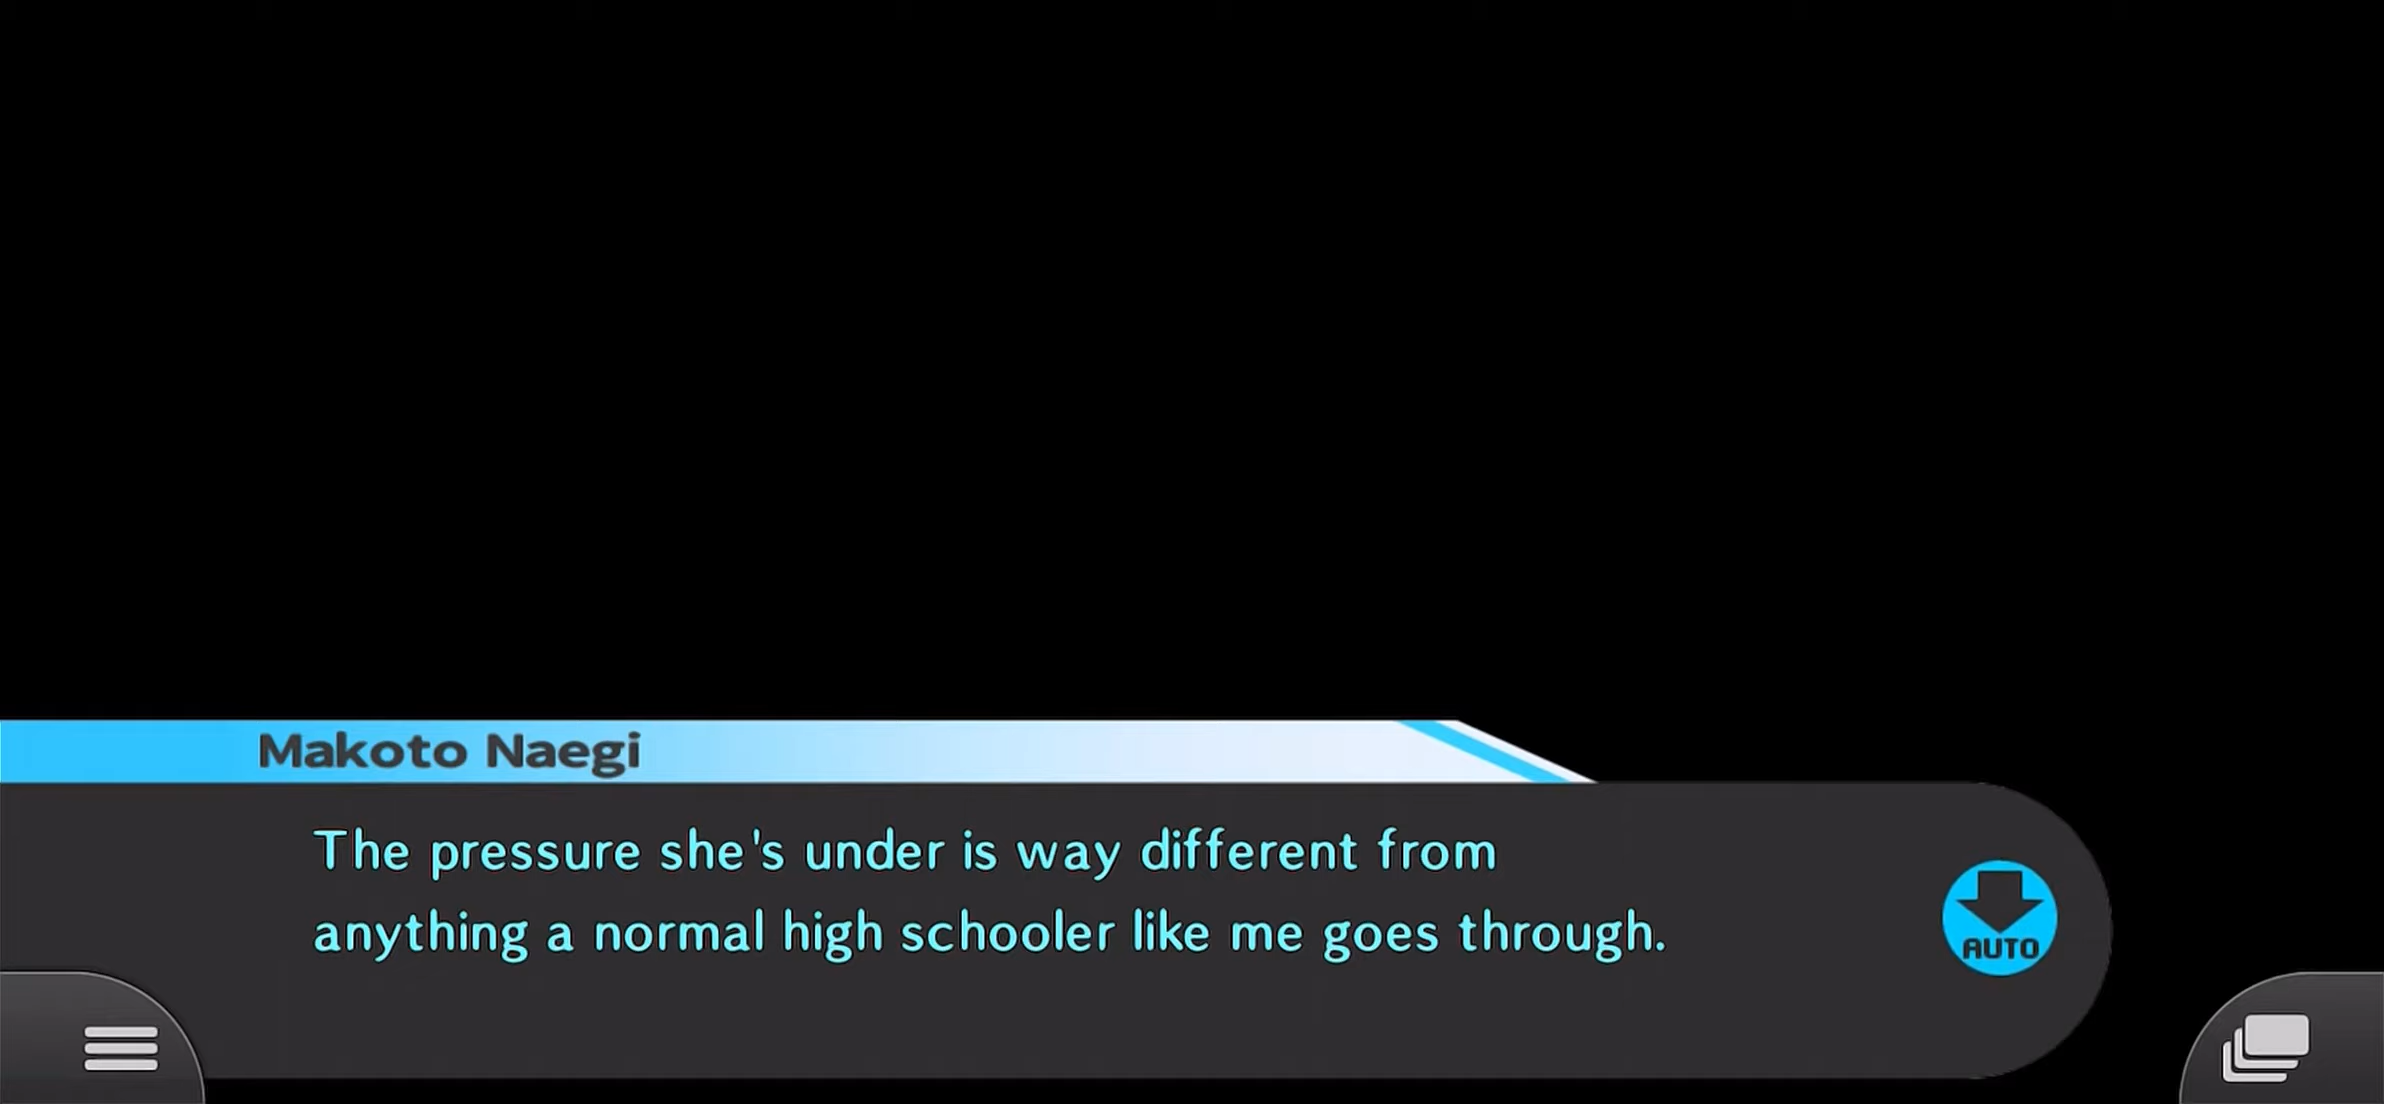 Makoto Naegi
The pressure she's under is way different from
anything a normal high schooler like me goes through.
AUTO